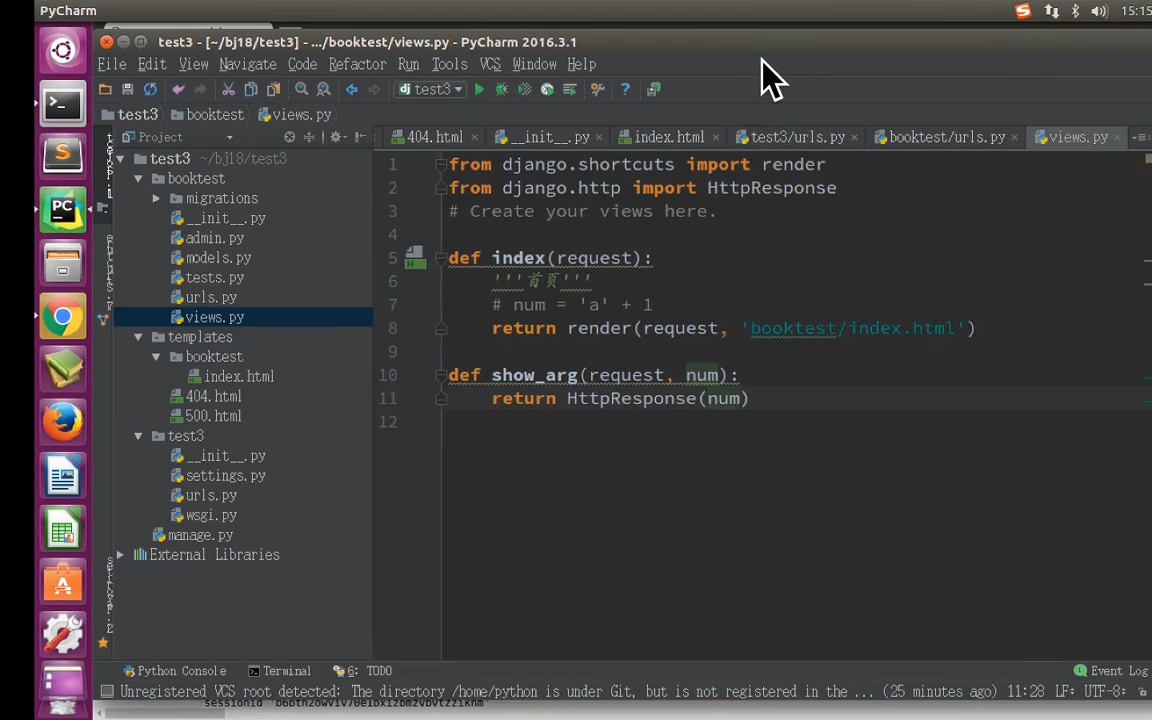 PyCharm
15:15
test3 - [~/bj18/test3] - .../booktest/views.py - PyCharm 2016.3.1
File Edit View Navigate Code Refactor Run Tools VCS Window Help
dj test3
test3 booktest views.py
Project
404.html × __init__.py × index.html × test3/urls.py × booktest/urls.py × views.py ×
test3 ~/bj18/test3
booktest
migrations
__init__.py
admin.py
models.py
tests.py
urls.py
views.py
templates
booktest
index.html
404.html
500.html
test3
__init__.py
settings.py
urls.py
wsgi.py
manage.py
External Libraries
1 from django.shortcuts import render
2 from django.http import HttpResponse
3 # Create your views here.
4
5 def index(request):
6 '''首页'''
7 # num = 'a' + 1
8 return render(request, 'booktest/index.html')
9
10 def show_arg(request, num):
11 return HttpResponse(num)
12
Python Console Terminal 6: TODO Event Log
Unregistered VCS root detected: The directory /home/python is under Git, but is not registered in the ... (25 minutes ago) 11:28 LF÷ UTF-8÷